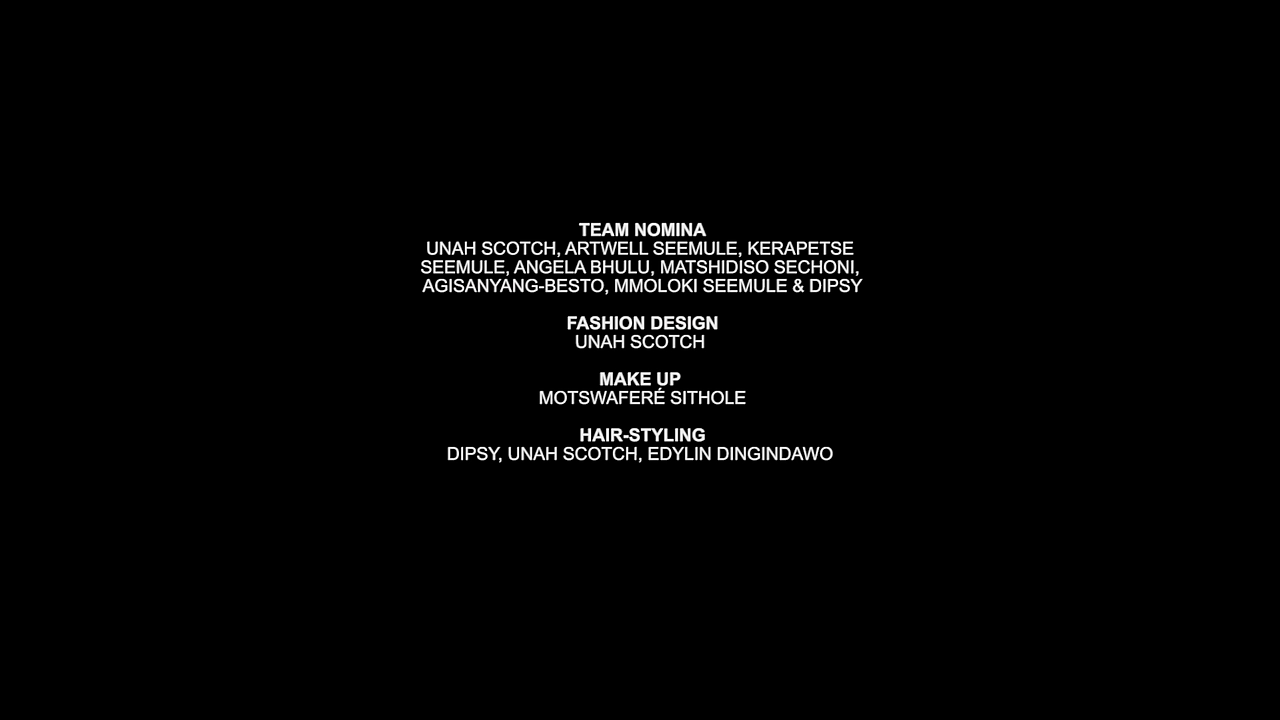 TEAM NOMINA
UNAH SCOTCH, ARTWELL SEEMULE, KERAPETSE
SEEMULE, ANGELA BHULU, MATSHIDISO SECHONI,
AGISANYANG-BESTO, MMOLOKI SEEMULE & DIPSY
FASHION DESIGN
UNAH SCOTCH
MAKE UP
MOTSWAFERÉ SITHOLE
HAIR-STYLING
DIPSY, UNAH SCOTCH, EDYLIN DINGINDAWO